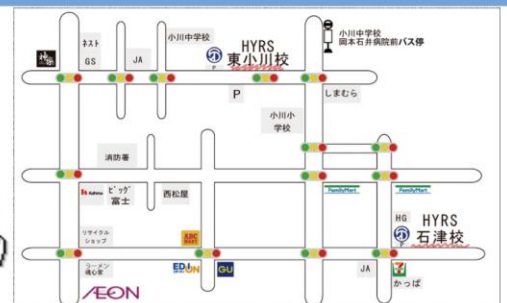 ネスト
GS
JA
小川中学校
HYRS
東小川校
P
小川中学校
岡本石井病院前バス停
P
しまむら
小川小
学校
消防署
ビッグ
富士
西松屋
FamilyMart
FamilyMart
リサイクル
ショップ
ABC
MART
HG
HYRS
石津校
P
ラーメン
魂心家
EDION
GU
JA
7
かっぱ
ÆON